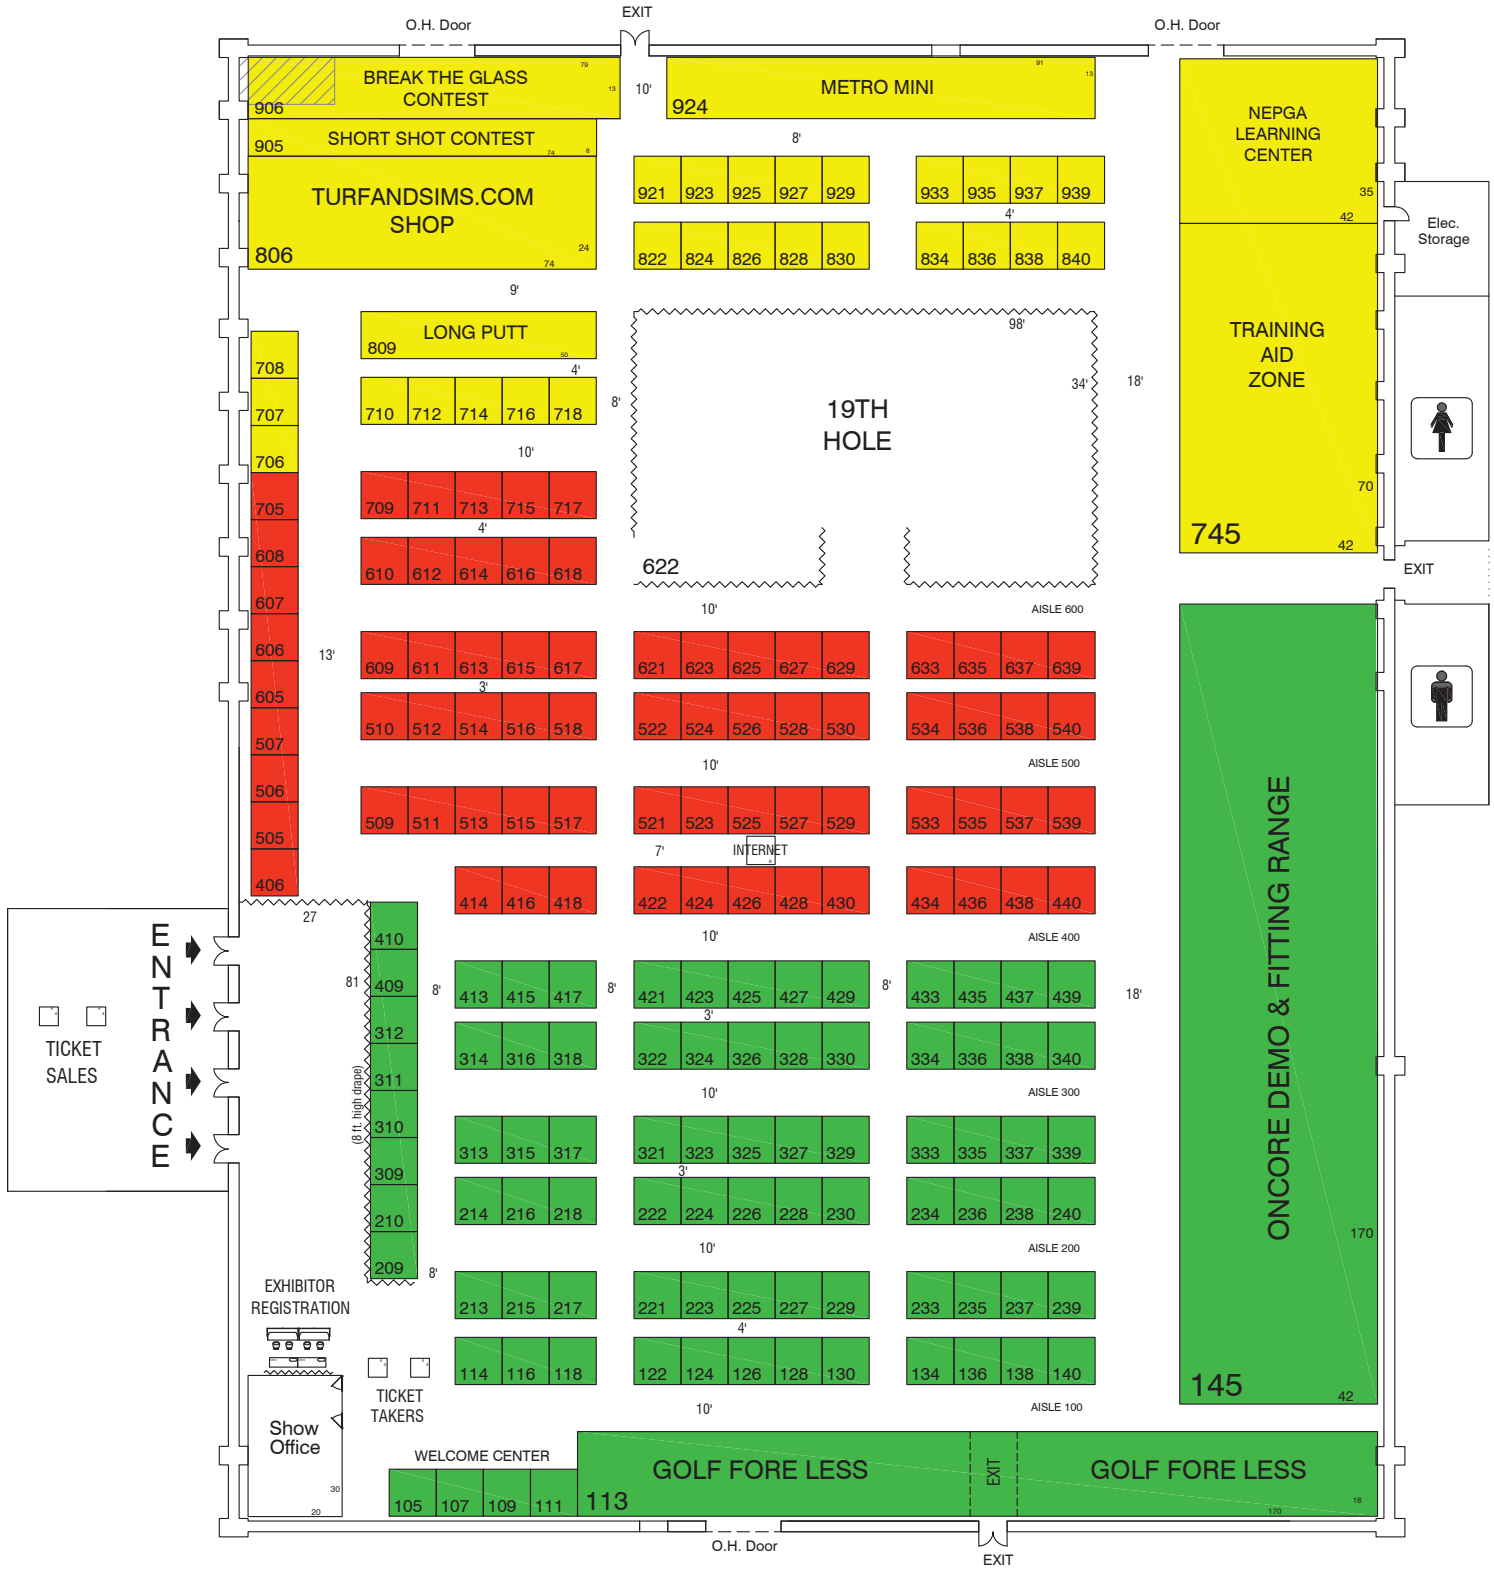 O.H. Door
EXIT
O.H. Door
BREAK THE GLASS
CONTEST
79
13
906
10'
METRO MINI
91
13
924
NEPGA
LEARNING
CENTER
35
42
SHORT SHOT CONTEST
905
74
8
8'
TURFANDSIMS.COM
SHOP
806
24
74
921 923 925 927 929
933 935 937 939
4'
822 824 826 828 830
834 836 838 840
Elec.
Storage
9'
LONG PUTT
809
50
4'
98'
34'
18'
8'
19TH
HOLE
622
TRAINING
AID
ZONE
70
745
42
EXIT
708
707
706
705
608
607
606
605
507
506
505
406
710 712 714 716 718
10'
709 711 713 715 717
4'
610 612 614 616 618
10'
AISLE 600
13'
609 611 613 615 617
621 623 625 627 629
633 635 637 639
3'
510 512 514 516 518
522 524 526 528 530
534 536 538 540
10'
AISLE 500
509 511 513 515 517
521 523 525 527 529
533 535 537 539
7'
INTERNET
414 416 418
422 424 426 428 430
434 436 438 440
27
10'
AISLE 400
ENTRANCE
TICKET
SALES
81
(8 ft. high drape)
410
409
312
311
310
309
210
209
8'
413 415 417
8'
421 423 425 427 429
8'
433 435 437 439
18'
3'
314 316 318
322 324 326 328 330
334 336 338 340
10'
AISLE 300
313 315 317
321 323 325 327 329
333 335 337 339
3'
214 216 218
222 224 226 228 230
234 236 238 240
10'
AISLE 200
8'
213 215 217
221 223 225 227 229
233 235 237 239
4'
114 116 118
122 124 126 128 130
134 136 138 140
10'
AISLE 100
ONCORE DEMO & FITTING RANGE
170
145
42
EXHIBITOR
REGISTRATION
TICKET
TAKERS
Show
Office
30
20
WELCOME CENTER
105 107 109 111
113
GOLF FORE LESS
EXIT
GOLF FORE LESS
18
170
O.H. Door
EXIT